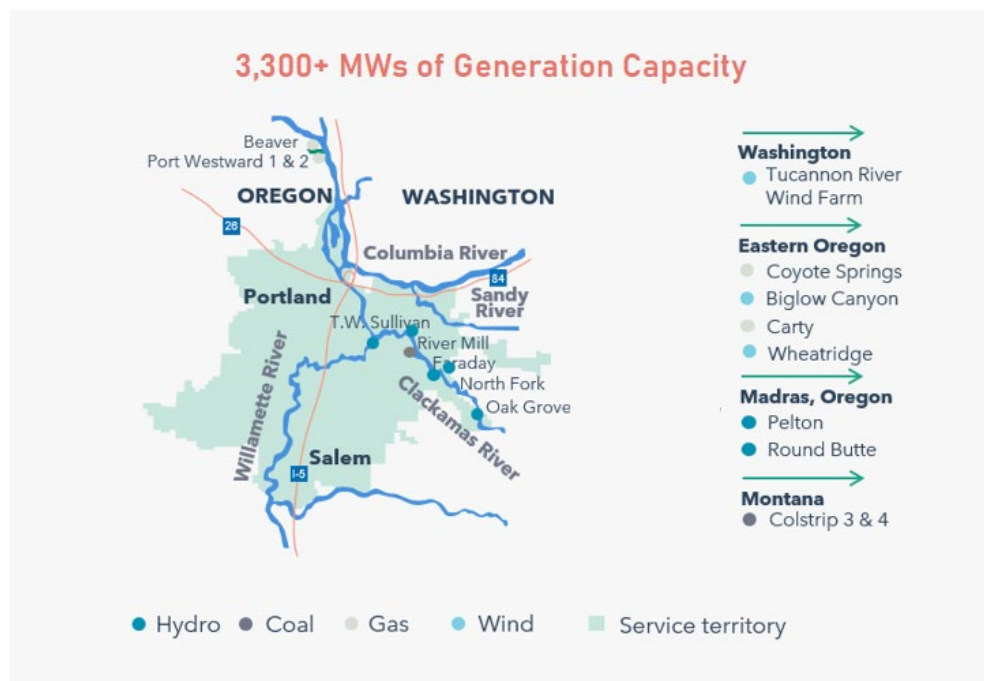 3,300+ MWs of Generation Capacity
Beaver
Port Westward 1 & 2
OREGON
WASHINGTON
26
Columbia River
84
Portland
Sandy
River
T.W. Sullivan
River Mill
Faraday
North Fork
Oak Grove
Clackamas River
Willamette River
Salem
I-5
Washington
Tucannon River
Wind Farm
Eastern Oregon
Coyote Springs
Biglow Canyon
Carty
Wheatridge
Madras, Oregon
Pelton
Round Butte
Montana
Colstrip 3 & 4
Hydro
Coal
Gas
Wind
Service territory